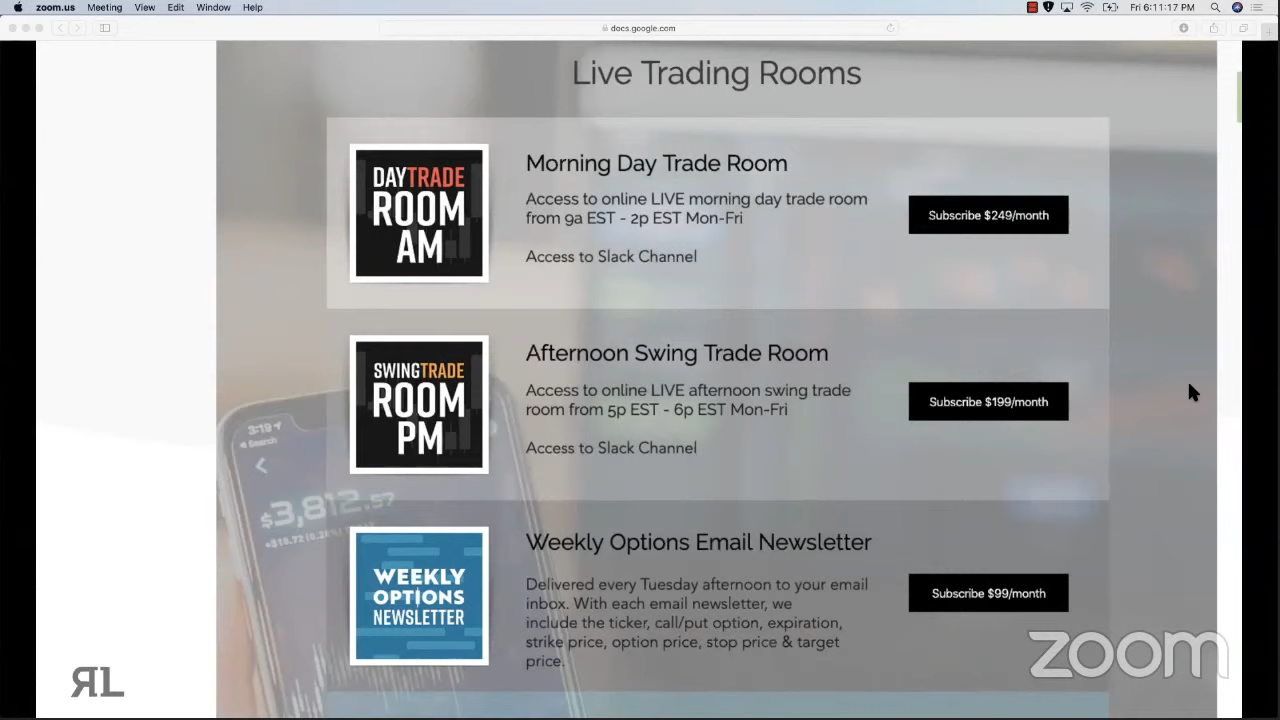 zoom.us Meeting View Edit Window Help Fri 6:11:17 PM
docs.google.com
Live Trading Rooms
DAYTRADE
ROOM
AM
Morning Day Trade Room
Access to online LIVE morning day trade room
from 9a EST - 2p EST Mon-Fri
Access to Slack Channel
Subscribe $249/month
SWINGTRADE
ROOM
PM
Afternoon Swing Trade Room
Access to online LIVE afternoon swing trade
room from 5p EST - 6p EST Mon-Fri
Access to Slack Channel
Subscribe $199/month
3:19
Search
$3,812.57
WEEKLY
OPTIONS
NEWSLETTER
Weekly Options Email Newsletter
Delivered every Tuesday afternoon to your email
inbox. With each email newsletter, we
include the ticker, call/put option, expiration,
strike price, option price, stop price & target
price.
Subscribe $99/month
zoom
RL